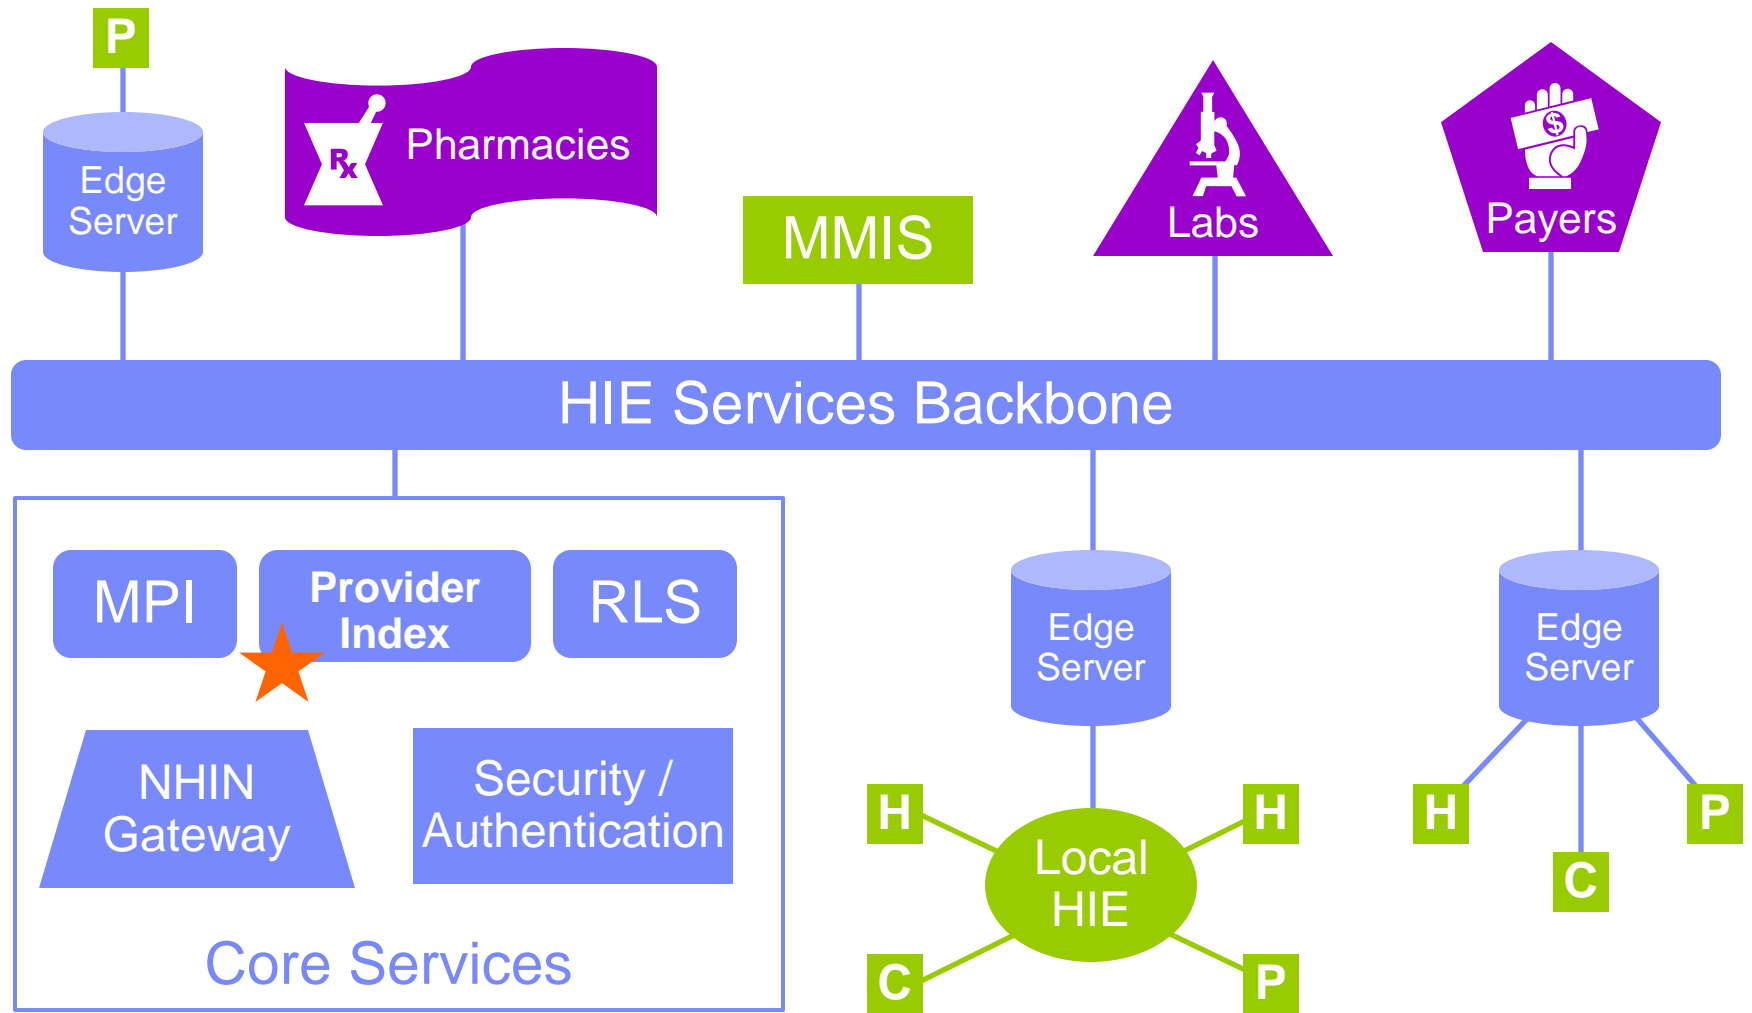 P
Edge
Server
Rx
Pharmacies
MMIS
Labs
$
Payers
HIE Services Backbone
MPI
Provider
Index
RLS
NHIN
Gateway
Security /
Authentication
Core Services
Edge
Server
H
H
Local
HIE
C
P
Edge
Server
H
P
C